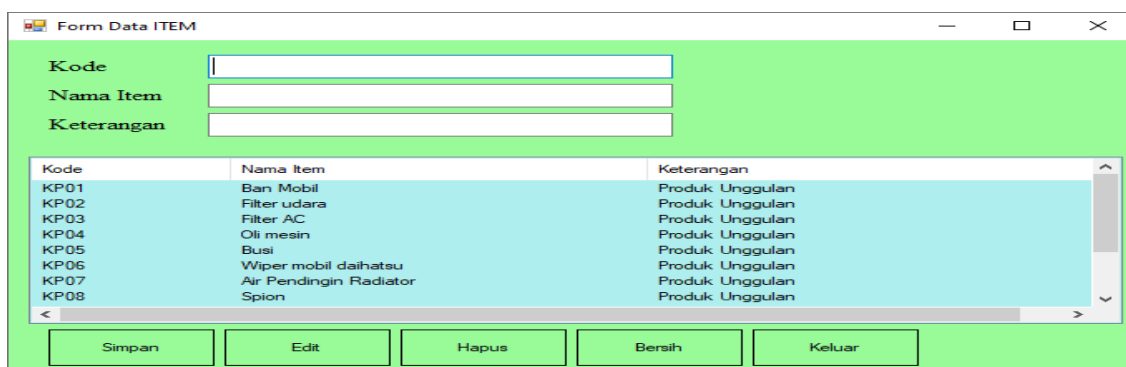 Form Data ITEM
Kode
Nama Item
Keterangan
Kode Nama Item Keterangan
KP01 Ban Mobil Produk Unggulan
KP02 Filter udara Produk Unggulan
KP03 Filter AC Produk Unggulan
KP04 Oli mesin Produk Unggulan
KP05 Busi Produk Unggulan
KP06 Wiper mobil daihatsu Produk Unggulan
KP07 Air Pendingin Radiator Produk Unggulan
KP08 Spion Produk Unggulan
Simpan Edit Hapus Bersih Keluar